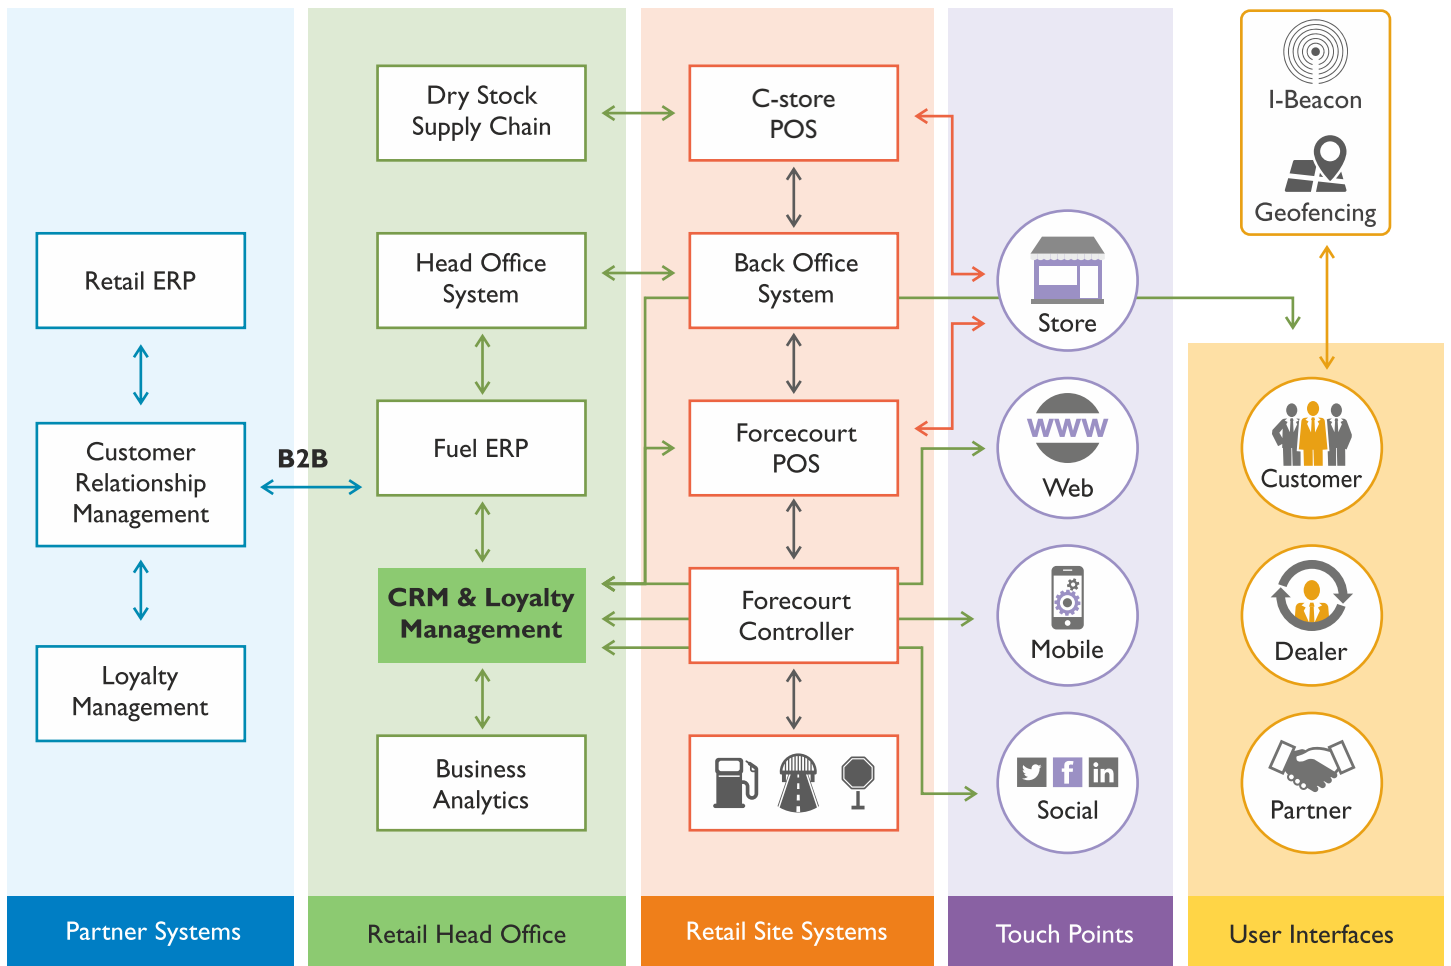 Retail ERP
Customer
Relationship
Management
Loyalty
Management
Partner Systems
B2B
Dry Stock
Supply Chain
Head Office
System
Fuel ERP
CRM & Loyalty
Management
Business
Analytics
Retail Head Office
C-store
POS
Back Office
System
Forcecourt
POS
Forecourt
Controller
Retail Site Systems
Store
www
Web
Mobile
f in
Social
Touch Points
I-Beacon
Geofencing
Customer
Dealer
Partner
User Interfaces